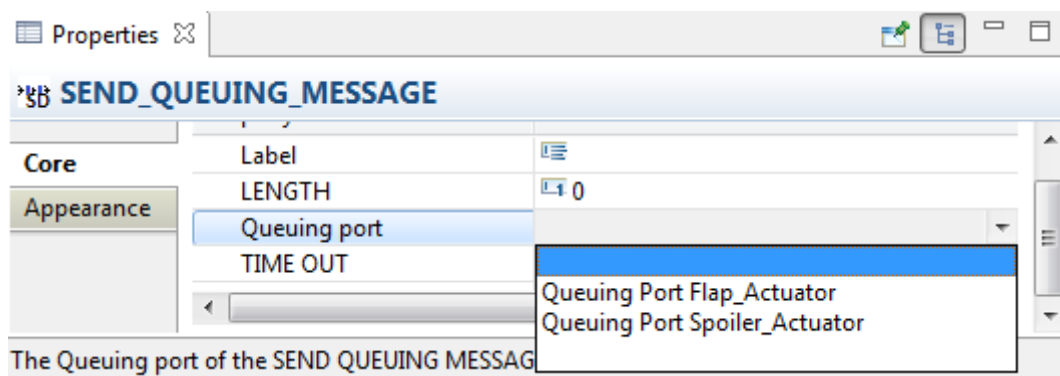 Properties
SEND_QUEUING_MESSAGE
Core
Label
LENGTH
0
Appearance
Queuing port
TIME OUT
Queuing Port Flap_Actuator
Queuing Port Spoiler_Actuator
The Queuing port of the SEND QUEUING MESSAG